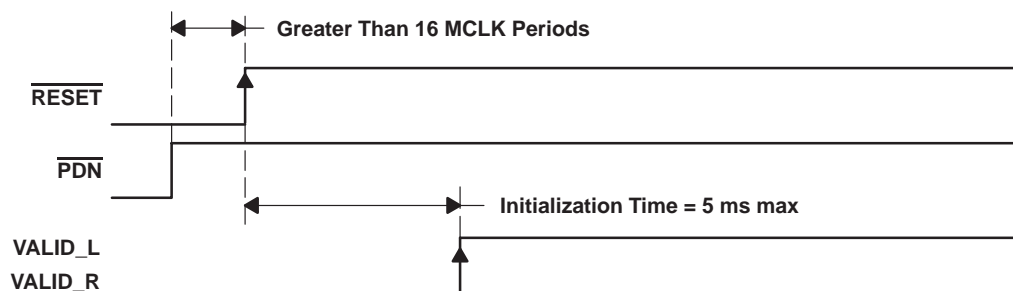 Greater Than 16 MCLK Periods
RESET
PDN
Initialization Time = 5 ms max
VALID_L
VALID_R